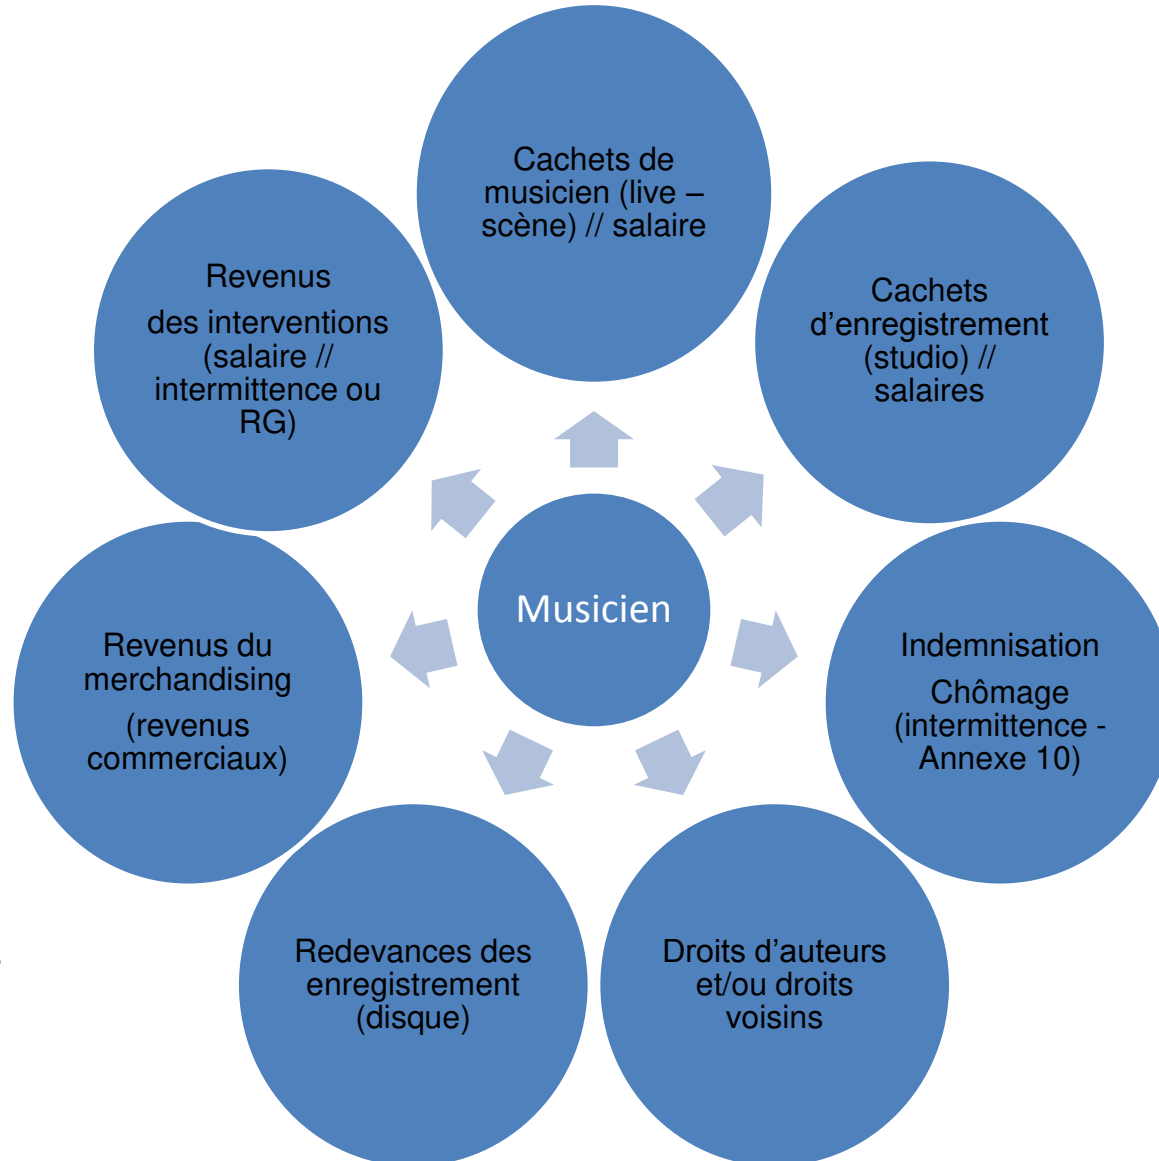 Cachets de
musicien (live –
scène) // salaire
Cachets
d’enregistrement
(studio) //
salaires
Indemnisation
Chômage
(intermittence -
Annexe 10)
Droits d’auteurs
et/ou droits
voisins
Redevances des
enregistrement
(disque)
Revenus du
merchandising
(revenus
commerciaux)
Revenus
des interventions
(salaire //
intermittence ou
RG)
Musicien